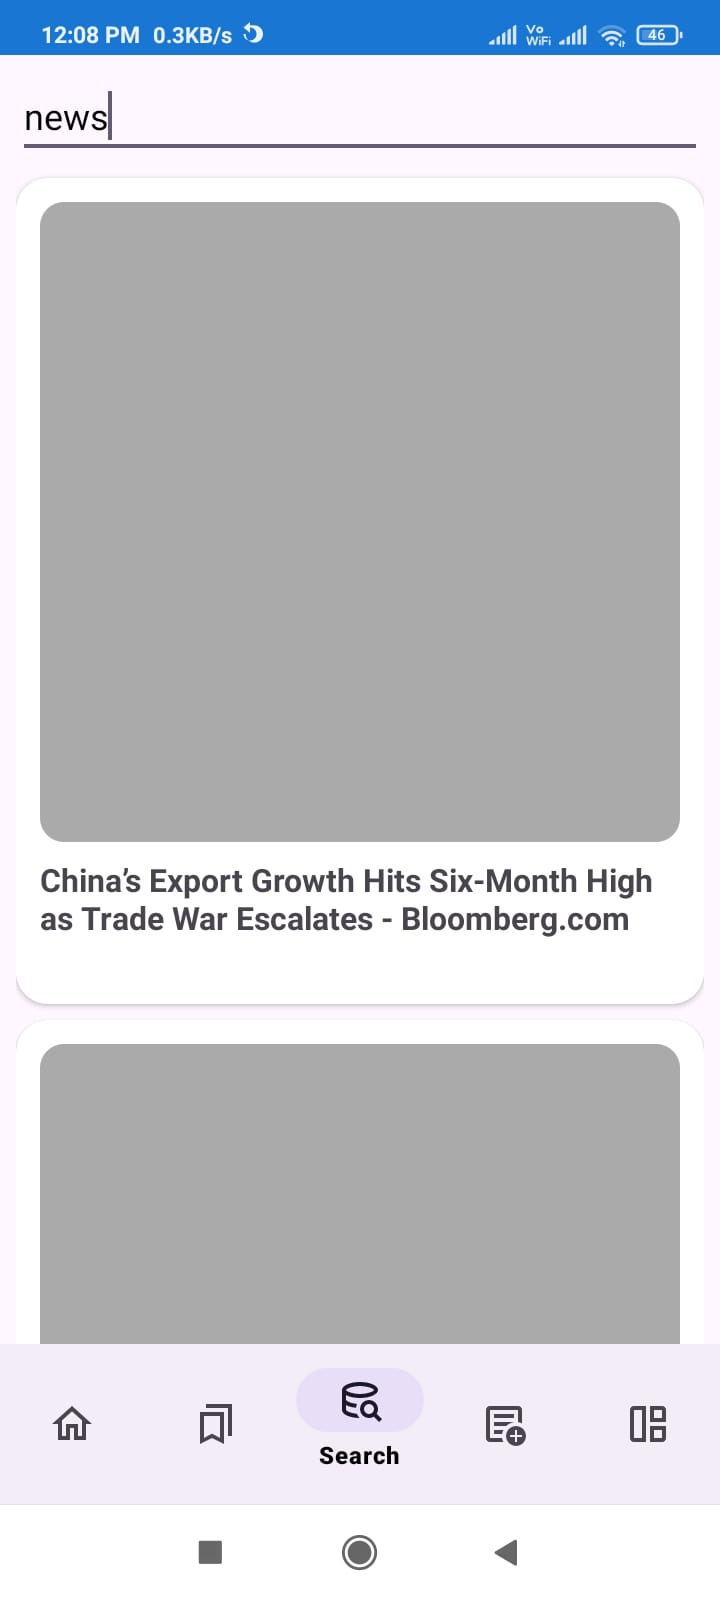 12:08 PM 0.3KB/s
Vo
WiFi
46
news
China’s Export Growth Hits Six-Month High
as Trade War Escalates - Bloomberg.com
Search